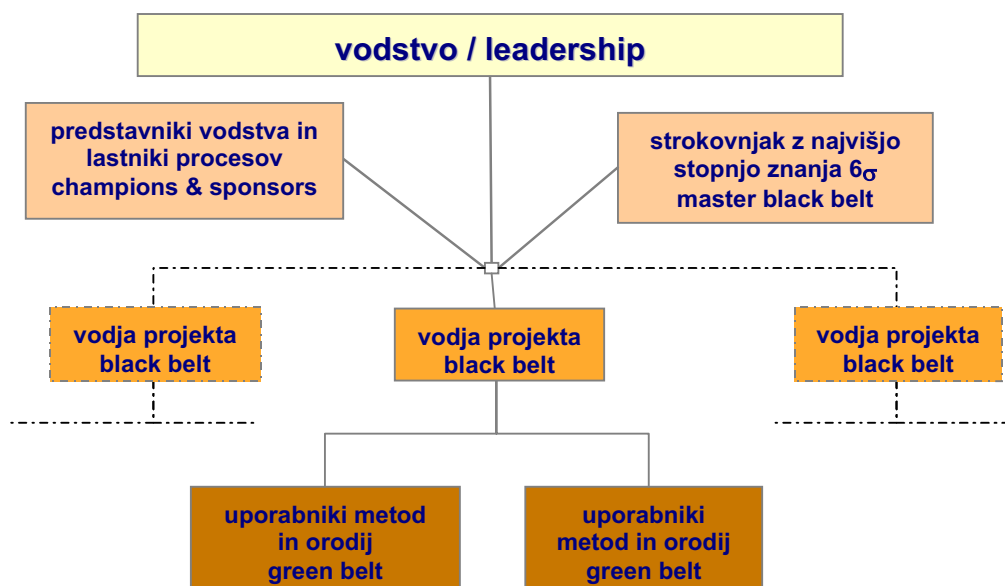 vodstvo / leadership
predstavniki vodstva in
lastniki procesov
champions & sponsors
strokovnjak z najvišjo
stopnjo znanja 6σ
master black belt
vodja projekta
black belt
vodja projekta
black belt
vodja projekta
black belt
uporabniki metod
in orodij
green belt
uporabniki
metod in orodij
green belt